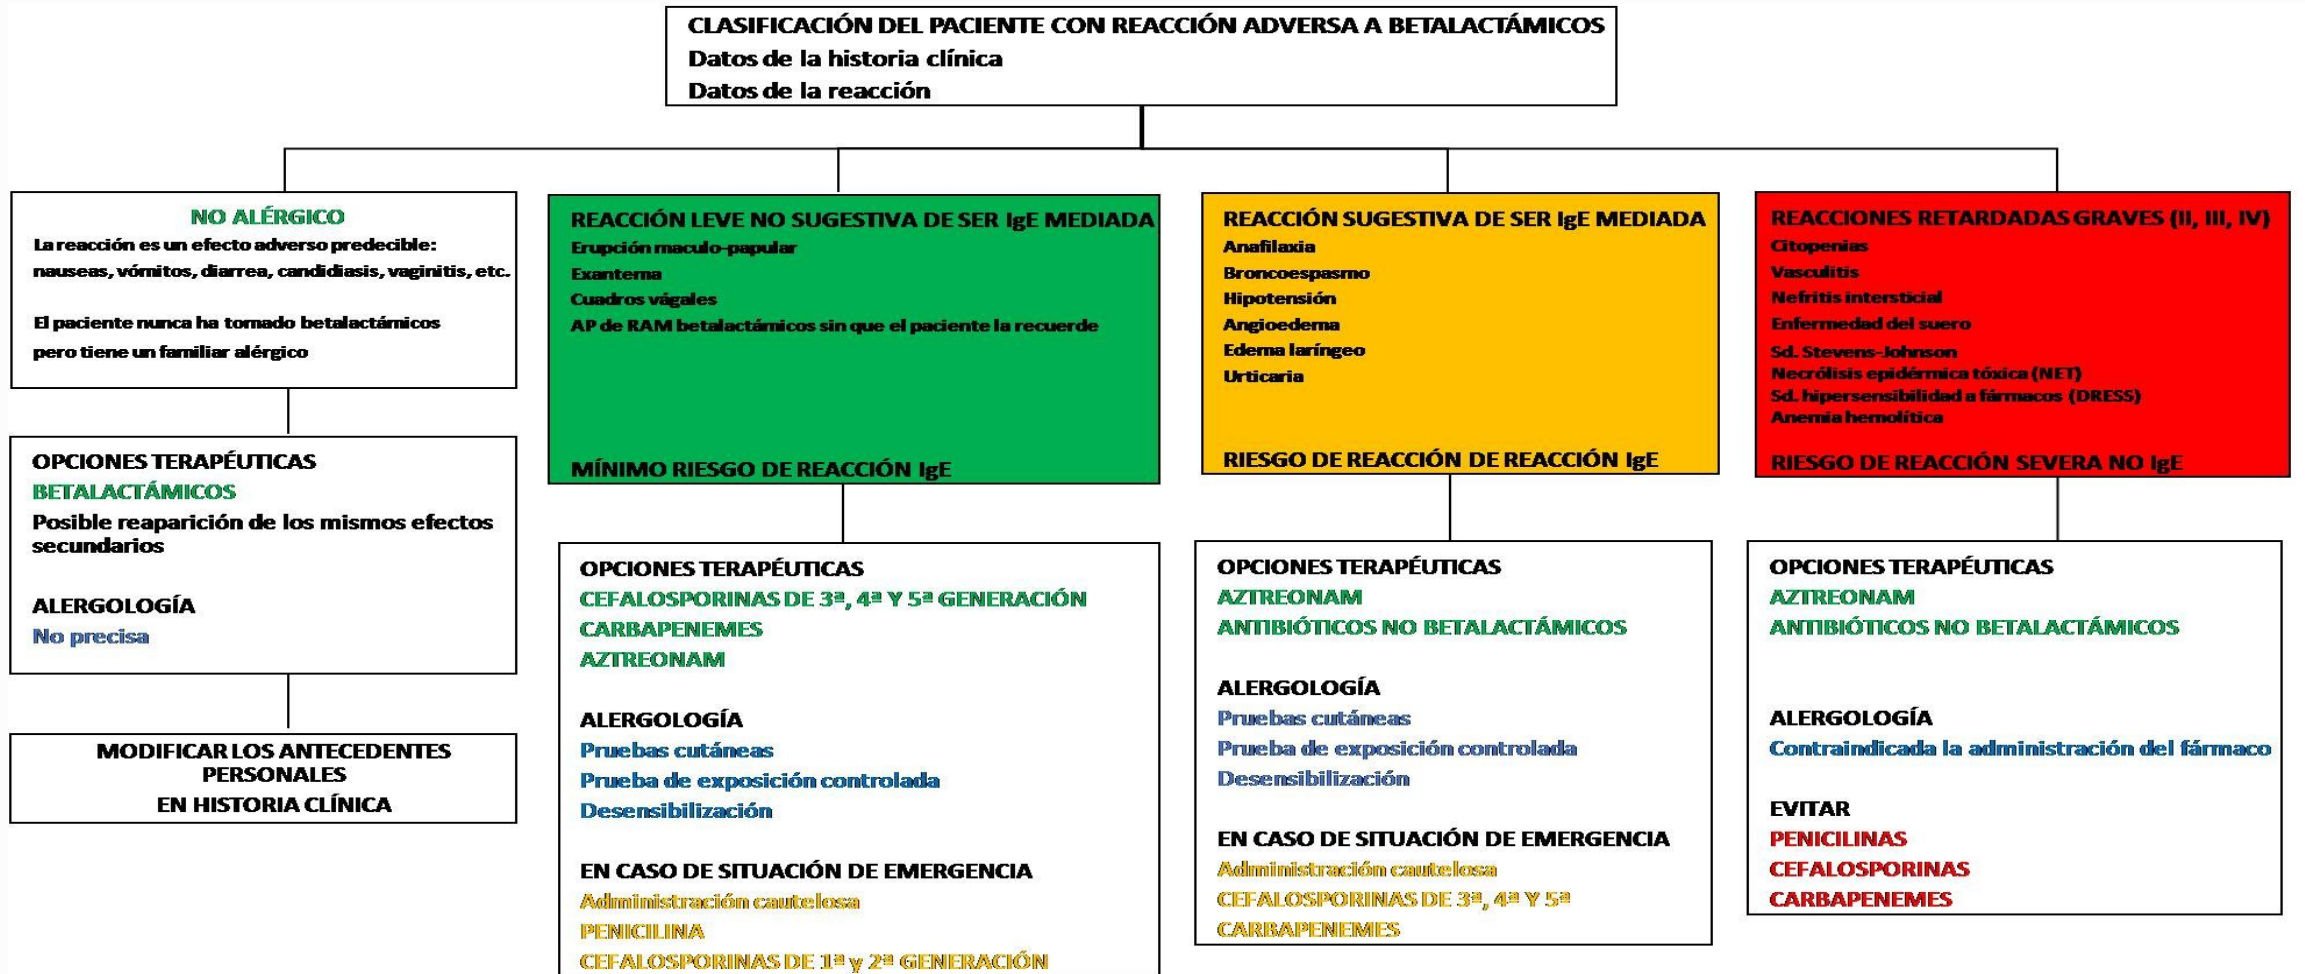 CLASIFICACIÓN DEL PACIENTE CON REACCIÓN ADVERSA A BETALACTÁMICOS
Datos de la historia clínica
Datos de la reacción
NO ALÉRGICO
La reacción es un efecto adverso predecible:
nauseas, vómitos, diarrea, candidiasis, vaginitis, etc.
El paciente nunca ha tomado betalactámicos
pero tiene un familiar alérgico
OPCIONES TERAPÉUTICAS
BETALACTÁMICOS
Posible reaparición de los mismos efectos
secundarios
ALERGOLOGÍA
No precisa
MODIFICAR LOS ANTECEDENTES
PERSONALES
EN HISTORIA CLÍNICA
REACCIÓN LEVE NO SUGESTIVA DE SER IgE MEDIADA
Erupción maculo-papular
Exantema
Cuadros vágales
AP de RAM betalactámicos sin que el paciente la recuerde
MÍNIMO RIESGO DE REACCIÓN IgE
OPCIONES TERAPÉUTICAS
CEFALOSPORINAS DE 3ª, 4ª Y 5ª GENERACIÓN
CARBAPENEMES
AZTREONAM
ALERGOLOGÍA
Pruebas cutáneas
Prueba de exposición controlada
Desensibilización
EN CASO DE SITUACIÓN DE EMERGENCIA
Administración cautelosa
PENICILINA
CEFALOSPORINAS DE 1ª y 2ª GENERACIÓN
REACCIÓN SUGESTIVA DE SER IgE MEDIADA
Anafilaxia
Broncoespasmo
Hipotensión
Angioedema
Edema laríngeo
Urticaria
RIESGO DE REACCIÓN DE REACCIÓN IgE
OPCIONES TERAPÉUTICAS
AZTREONAM
ANTIBIÓTICOS NO BETALACTÁMICOS
ALERGOLOGÍA
Pruebas cutáneas
Prueba de exposición controlada
Desensibilización
EN CASO DE SITUACIÓN DE EMERGENCIA
Administración cautelosa
CEFALOSPORINAS DE 3ª, 4ª Y 5ª
CARBAPENEMES
REACCIONES RETARDADAS GRAVES (II, III, IV)
Citopenias
Vasculitis
Nefritis intersticial
Enfermedad del suero
Sd. Stevens-Johnson
Necrólisis epidérmica tóxica (NET)
Sd. hipersensibilidad a fármacos (DRESS)
Anemia hemolítica
RIESGO DE REACCIÓN SEVERA NO IgE
OPCIONES TERAPÉUTICAS
AZTREONAM
ANTIBIÓTICOS NO BETALACTÁMICOS
ALERGOLOGÍA
Contraindicada la administración del fármaco
EVITAR
PENICILINAS
CEFALOSPORINAS
CARBAPENEMES